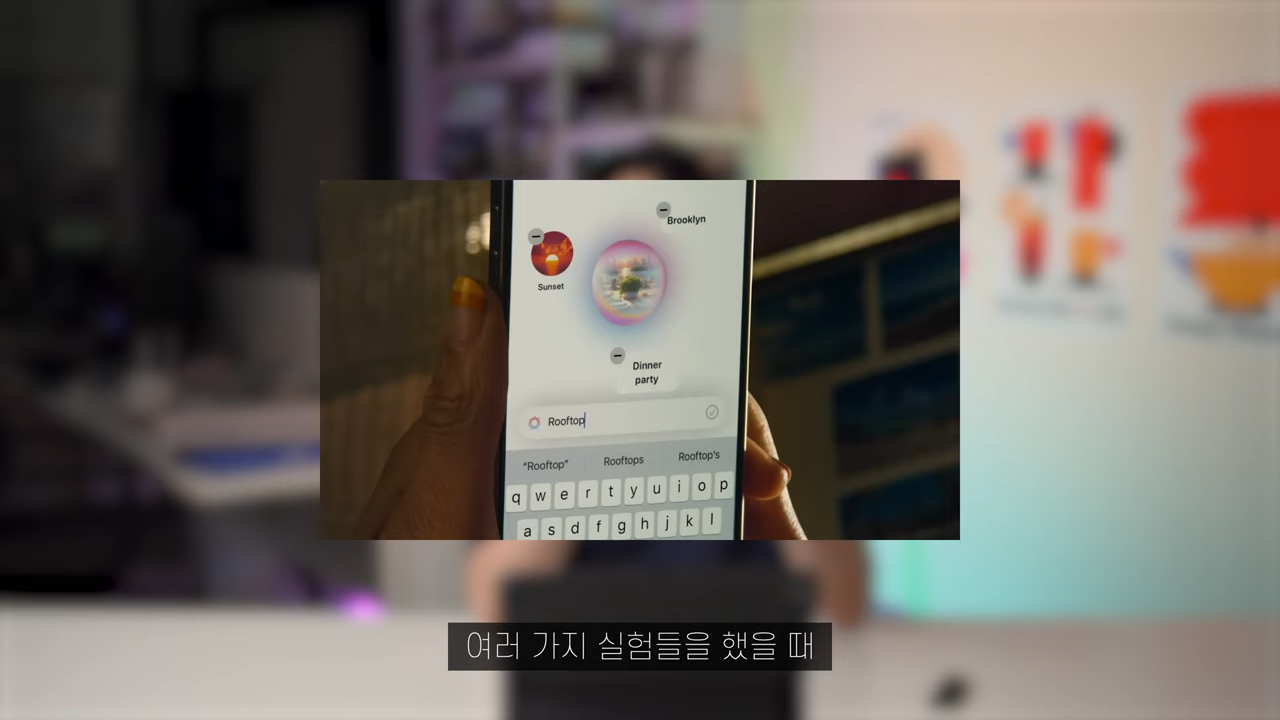 Brooklyn
Sunset
Dinner
party
Rooftop
“Rooftop” Rooftops Rooftop's
q w e r t y u i o p
a s d f g h j k l
여러 가지 실험들을 했을 때